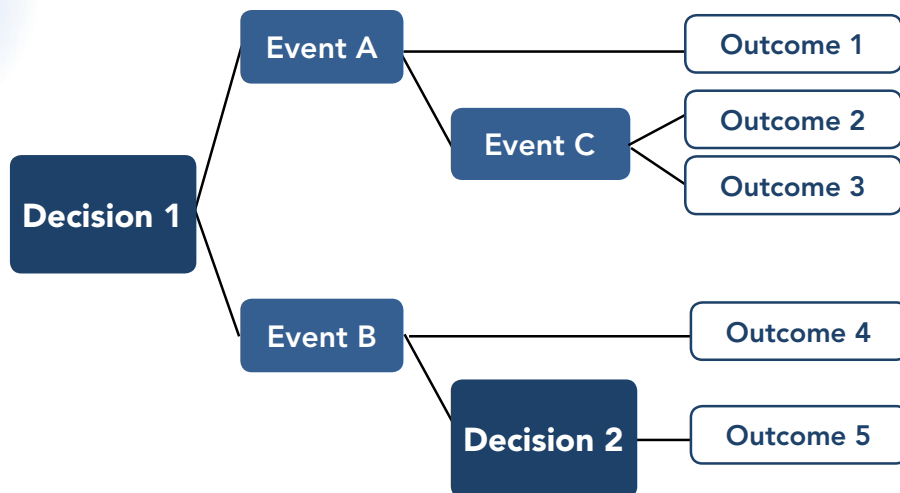 Event A
Outcome 1
Outcome 2
Event C
Outcome 3
Decision 1
Event B
Outcome 4
Decision 2
Outcome 5